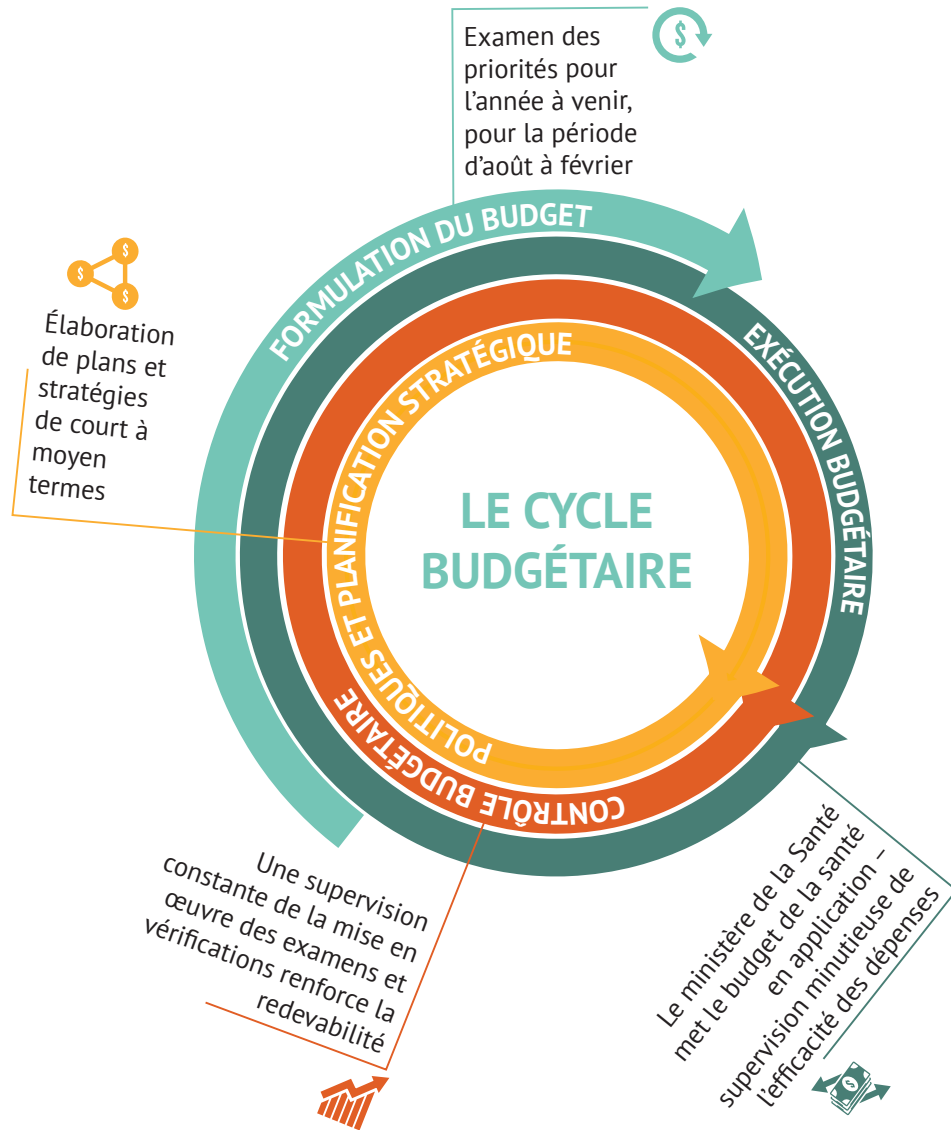 Examen des
priorités pour
l'année à venir,
pour la période
d'août à février
FORMULATION DU BUDGET
EXÉCUTION BUDGÉTAIRE
Élaboration
de plans et
stratégies
de court à
moyen
termes
POLITIQUES ET PLANIFICATION STRATÉGIQUE
LE CYCLE
BUDGÉTAIRE
CONTRÔLE BUDGÉTAIRE
Une supervision
constante de la mise en
œuvre des examens et
vérifications renforce la
redevabilité
Le ministère de la Santé
met le budget de la santé
en application –
supervision minutieuse de
l'efficacité des dépenses